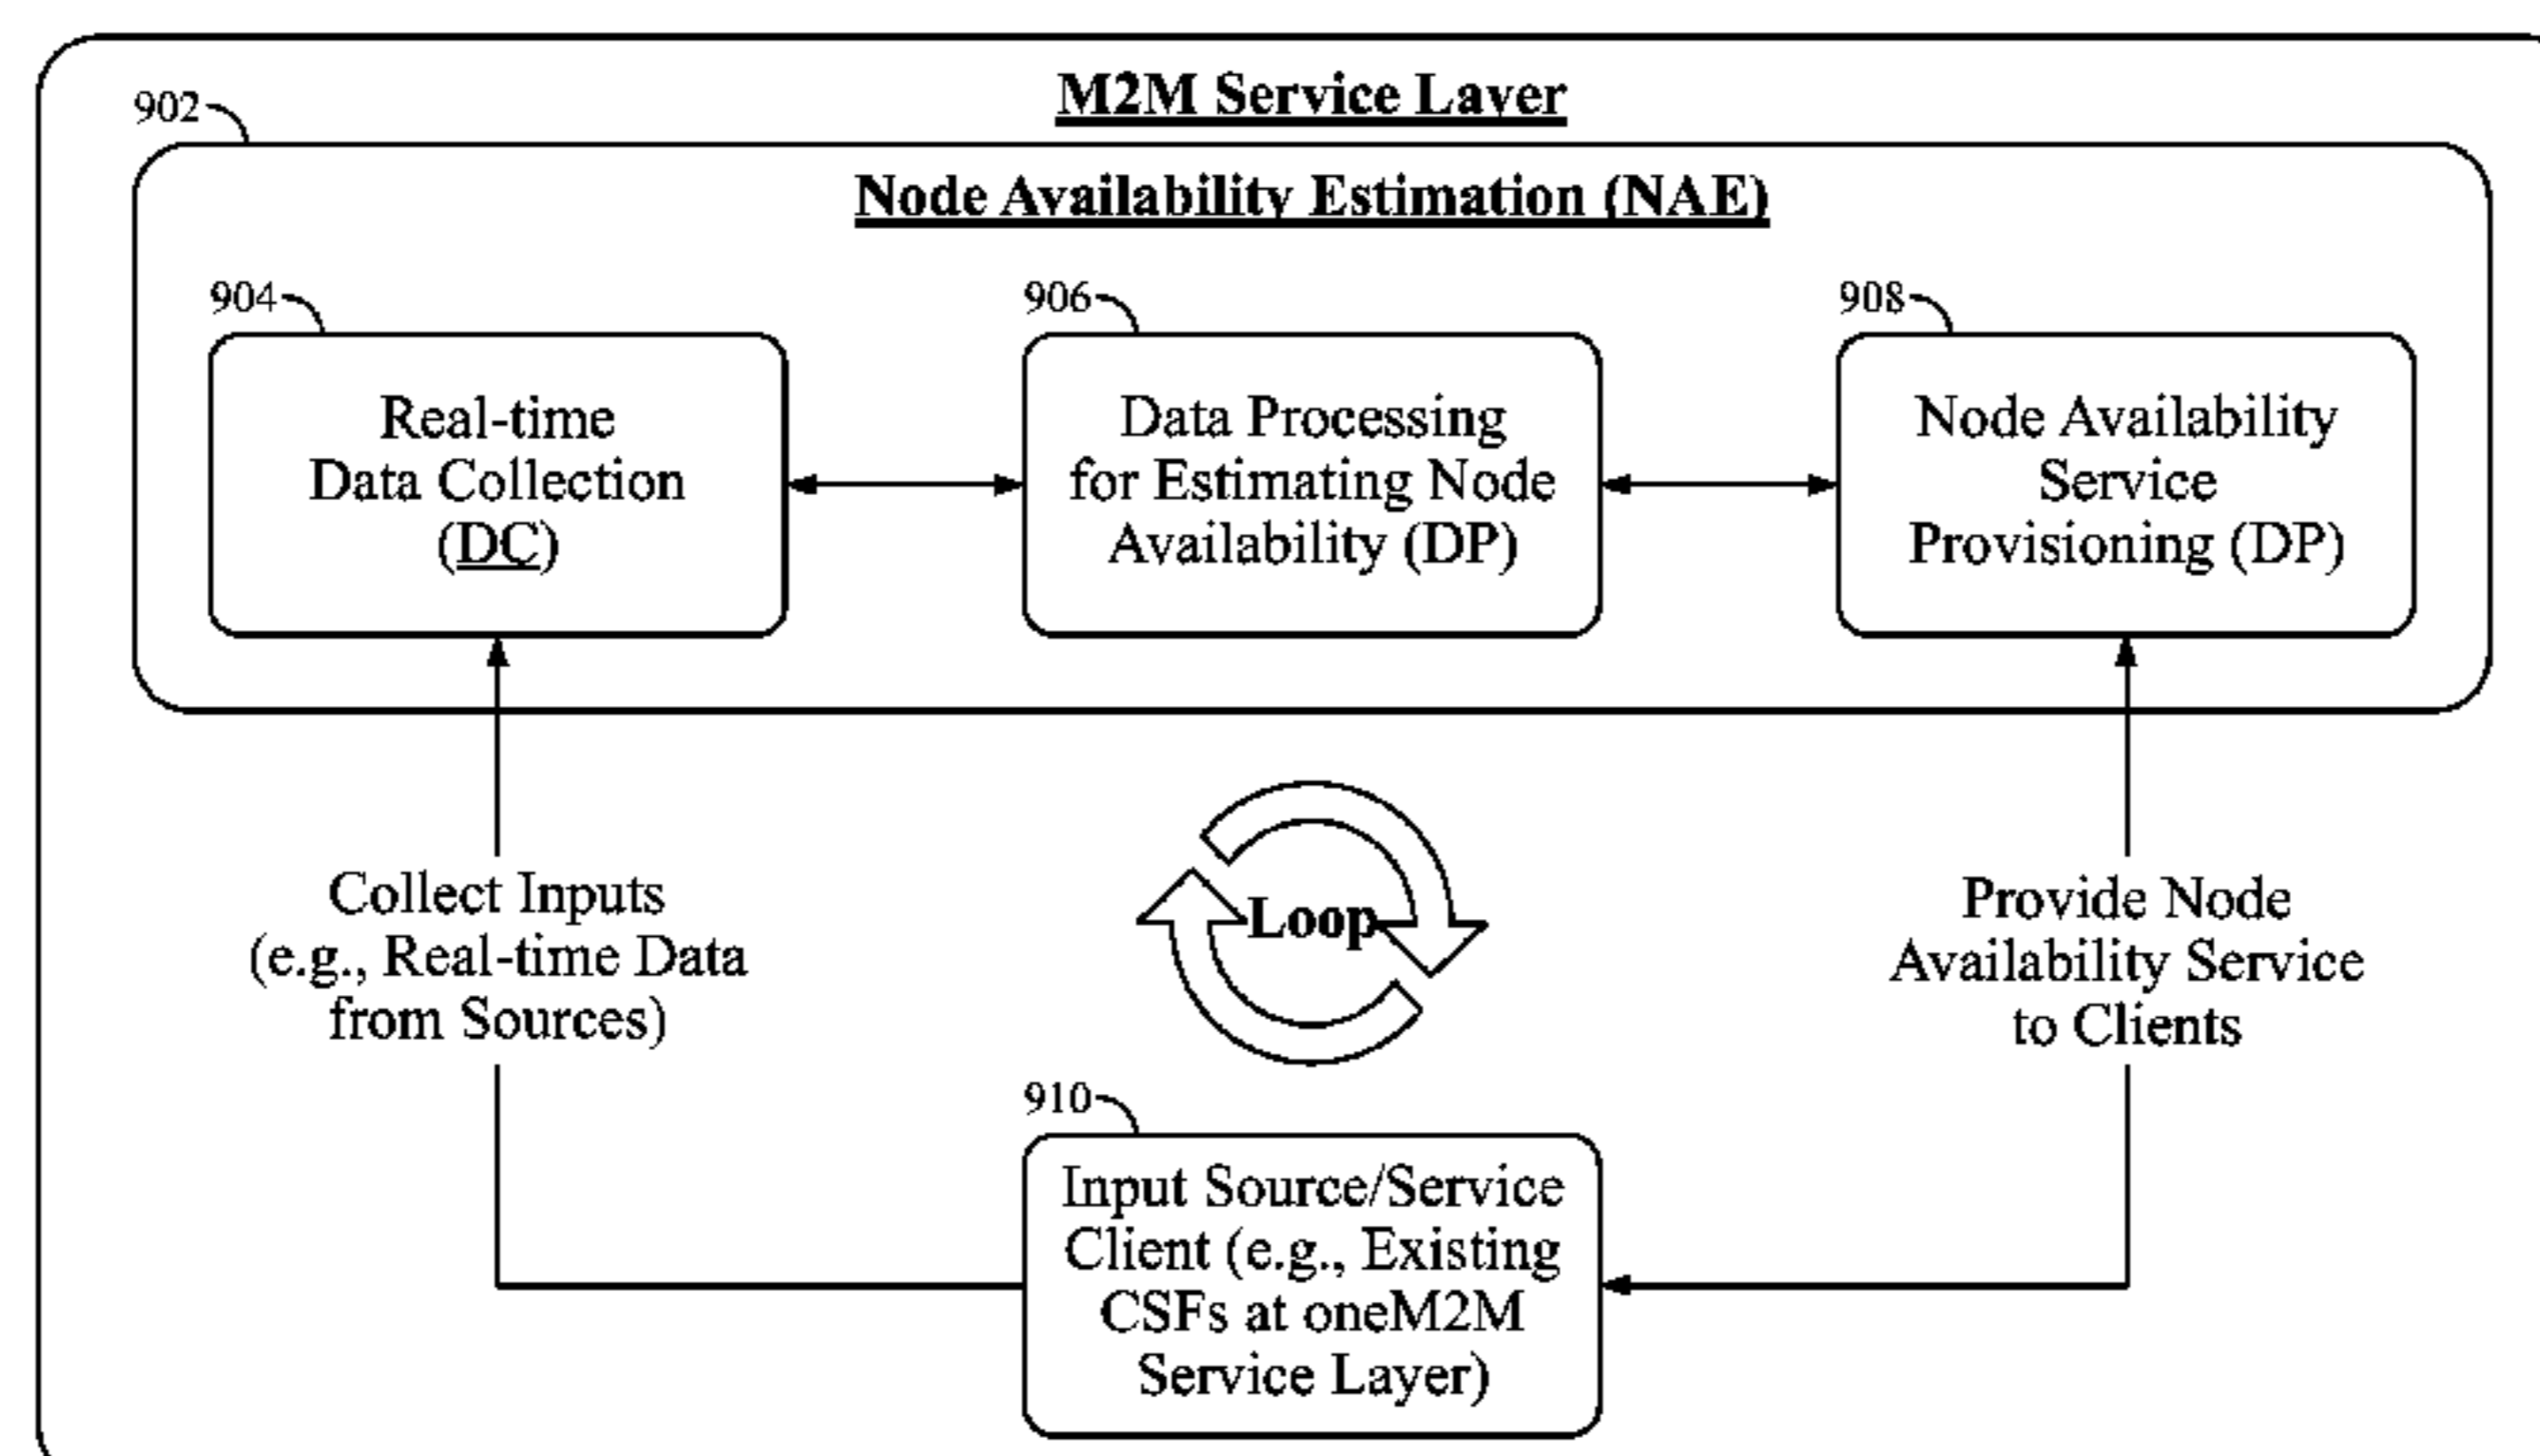 M2M Service Layer
902
Node Availability Estimation (NAE)
904
Real-time
Data Collection
(DC)
906
Data Processing
for Estimating Node
Availability (DP)
908
Node Availability
Service
Provisioning (DP)
Collect Inputs
(e.g., Real-time Data
from Sources)
Loop
Provide Node
Availability Service
to Clients
910
Input Source/Service
Client (e.g., Existing
CSFs at oneM2M
Service Layer)